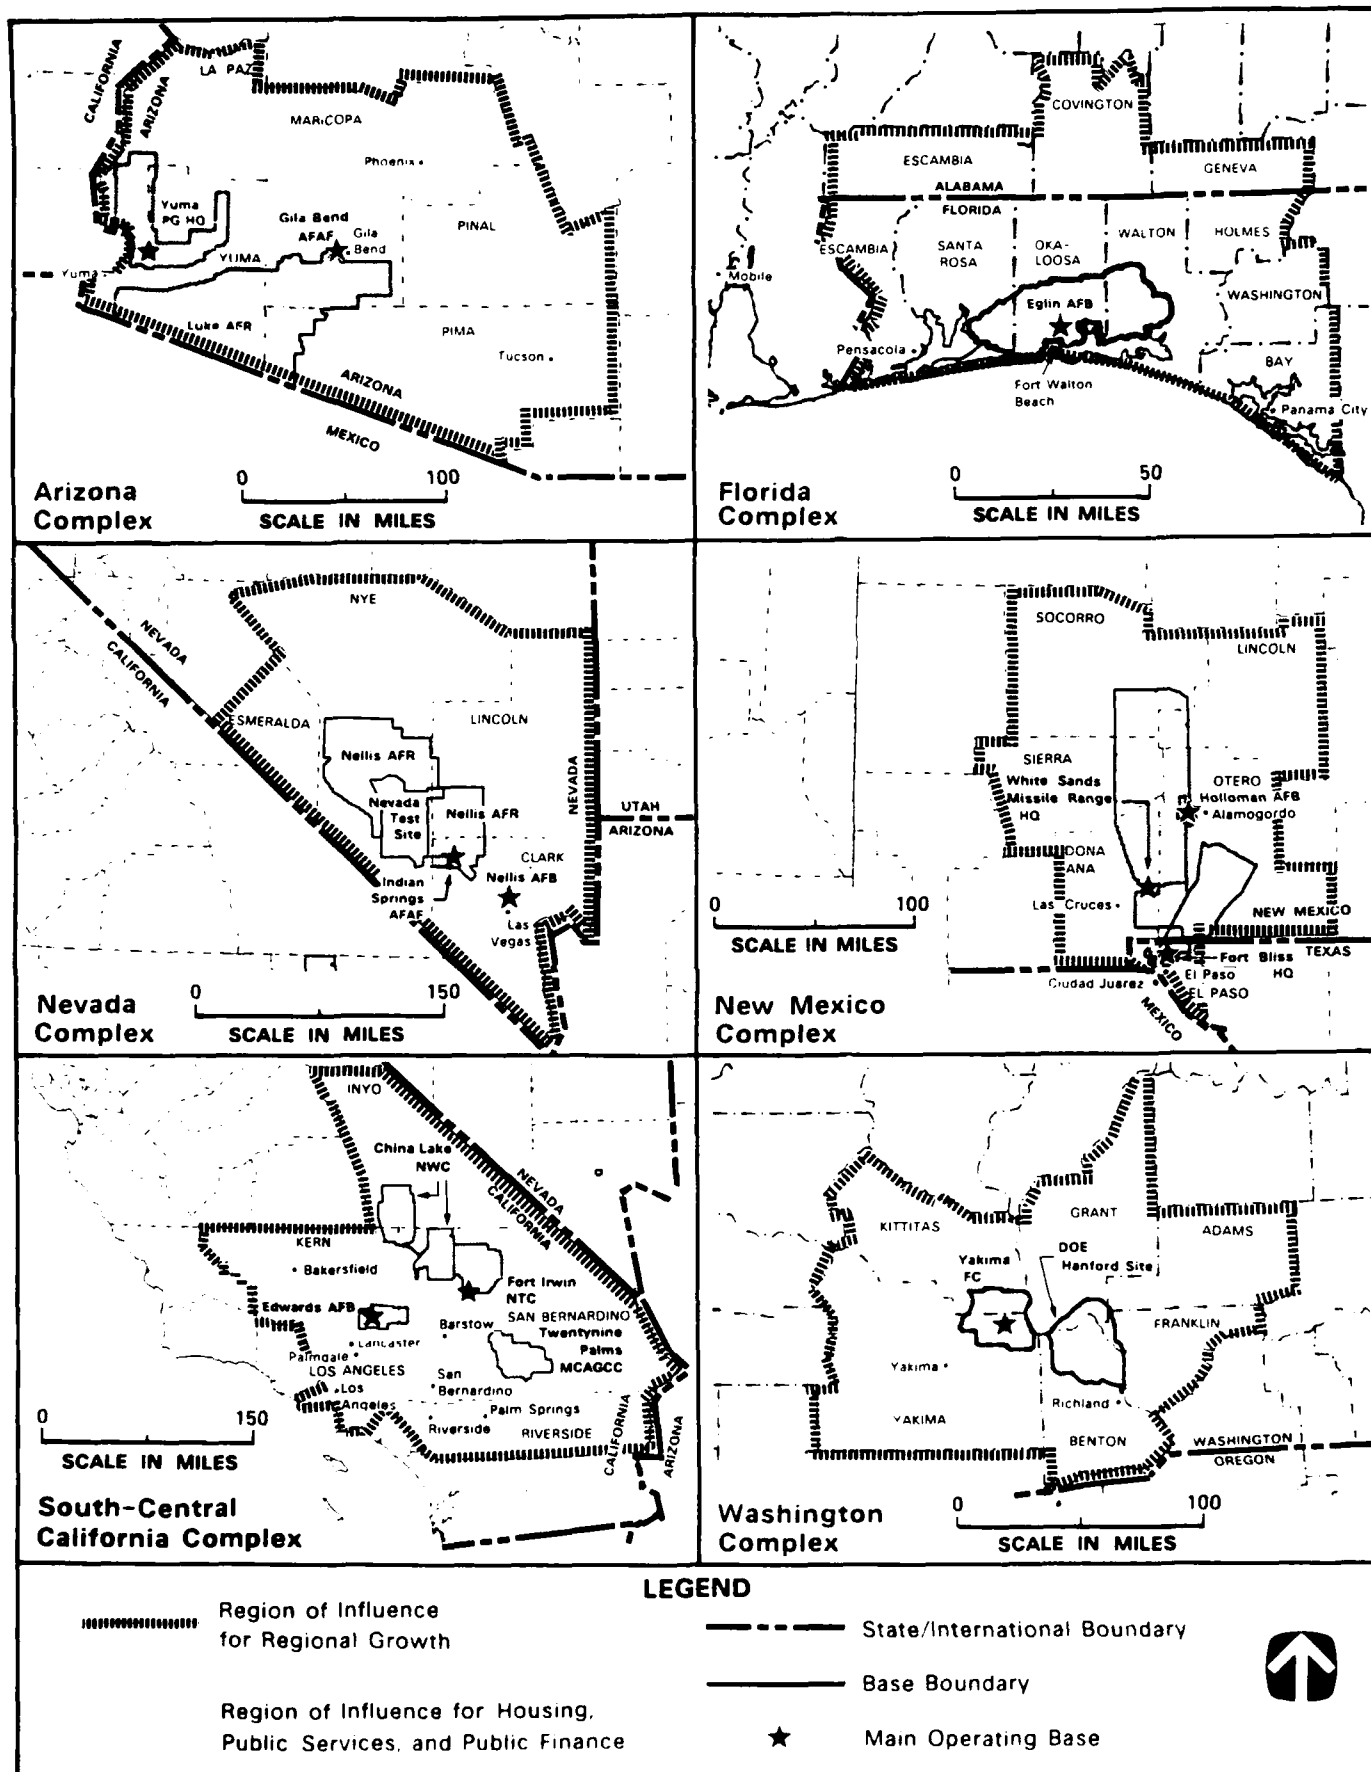 CALIFORNIA
ARIZONA
LA PAZ
MARICOPA
Phoenix
Yuma
PG HQ
Gila Bend
AFAF
Gila
Bend
PINAL
YUMA
Yuma
Luke AFR
PIMA
Tucson
ARIZONA
MEXICO
0 100
SCALE IN MILES
Arizona
Complex
COVINGTON
ESCAMBIA
GENEVA
ALABAMA
FLORIDA
ESCAMBIA
SANTA
ROSA
OKA-
LOOSA
WALTON
HOLMES
Mobile
WASHINGTON
Eglin AFB
Pensacola
BAY
Fort Walton
Beach
Panama City
0 50
SCALE IN MILES
Florida
Complex
NYE
NEVADA
CALIFORNIA
ESMERALDA
LINCOLN
Nellis AFR
Nevada
Test
Site
Nellis AFR
NEVADA
UTAH
ARIZONA
CLARK
Nellis AFB
Indian
Springs
AFAF
Las
Vegas
0 150
SCALE IN MILES
Nevada
Complex
SOCORRO
LINCOLN
SIERRA
White Sands
Missile Range
HQ
OTERO
Holloman AFB
Alamogordo
DONA
ANA
Las Cruces
NEW MEXICO
TEXAS
Fort Bliss
HQ
El Paso
EL PASO
Ciudad Juarez
MEXICO
0 100
SCALE IN MILES
New Mexico
Complex
INYO
China Lake
NWC
NEVADA
CALIFORNIA
KERN
Bakersfield
Fort Irwin
NTC
Edwards AFB
SAN BERNARDINO
Barstow
Twentynine
Palms
MCAGCC
Lancaster
Palmdale
LOS ANGELES
Los
Angeles
San
Bernardino
Palm Springs
Riverside
RIVERSIDE
CALIFORNIA
ARIZONA
0 150
SCALE IN MILES
South-Central
California Complex
KITTITAS
GRANT
ADAMS
Yakima
FC
DOE
Hanford Site
FRANKLIN
Yakima
Richland
YAKIMA
BENTON
WASHINGTON
OREGON
0 100
SCALE IN MILES
Washington
Complex
LEGEND
Region of Influence
for Regional Growth
Region of Influence for Housing,
Public Services, and Public Finance
State/International Boundary
Base Boundary
Main Operating Base